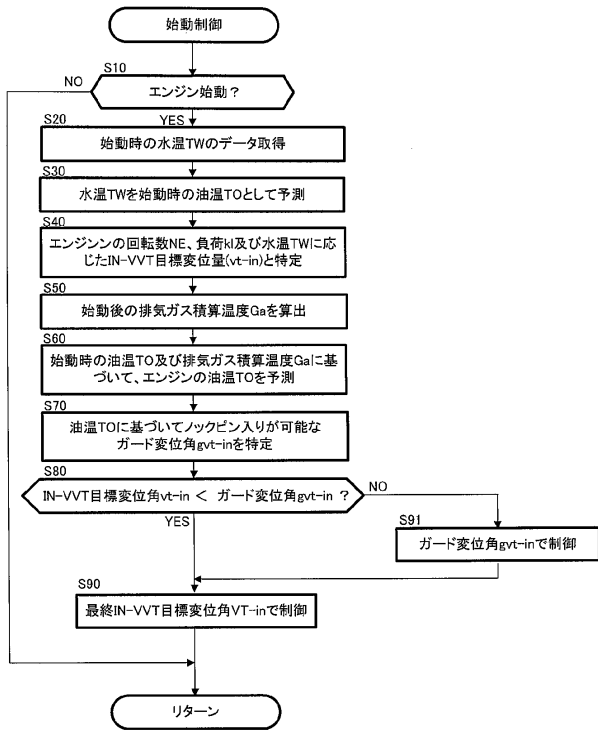 始動制御
S10
NO
エンジン始動？
YES
S20
始動時の水温TWのデータ取得
S30
水温TWを始動時の油温TOとして予測
S40
エンジンンの回転数NE、負荷kl及び水温TWに応
じたIN-VVT目標変位量(vt-in)と特定
S50
始動後の排気ガス積算温度Gaを算出
S60
始動時の油温TO及び排気ガス積算温度Gaに基
づいて、エンジンの油温TOを予測
S70
油温TOに基づいてノックピン入りが可能な
ガード変位角gvt-inを特定
S80
IN-VVT目標変位角vt-in ＜ ガード変位角gvt-in ？
NO
YES
S91
ガード変位角gvt-inで制御
S90
最終IN-VVT目標変位角VT-inで制御
リターン